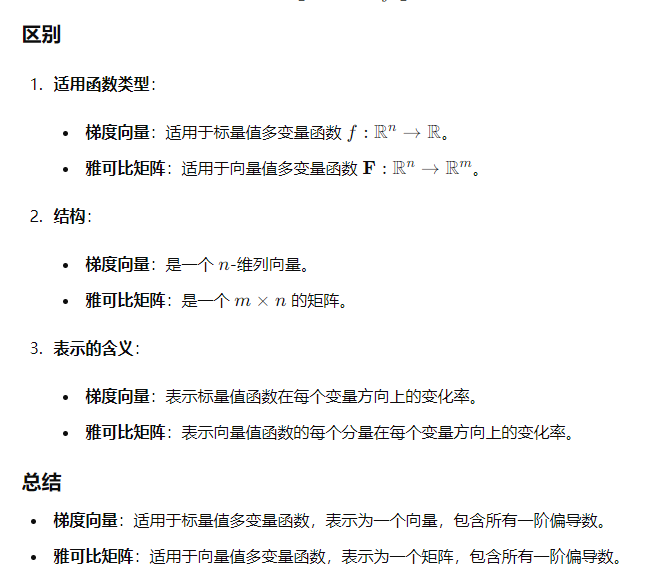 区别
1. 适用函数类型：
• 梯度向量：适用于标量值多变量函数 f : ℝⁿ → ℝ。
• 雅可比矩阵：适用于向量值多变量函数 F : ℝⁿ → ℝᵐ。
2. 结构：
• 梯度向量：是一个 n-维列向量。
• 雅可比矩阵：是一个 m × n 的矩阵。
3. 表示的含义：
• 梯度向量：表示标量值函数在每个变量方向上的变化率。
• 雅可比矩阵：表示向量值函数的每个分量在每个变量方向上的变化率。
总结
• 梯度向量：适用于标量值多变量函数，表示为一个向量，包含所有一阶偏导数。
• 雅可比矩阵：适用于向量值多变量函数，表示为一个矩阵，包含所有一阶偏导数。